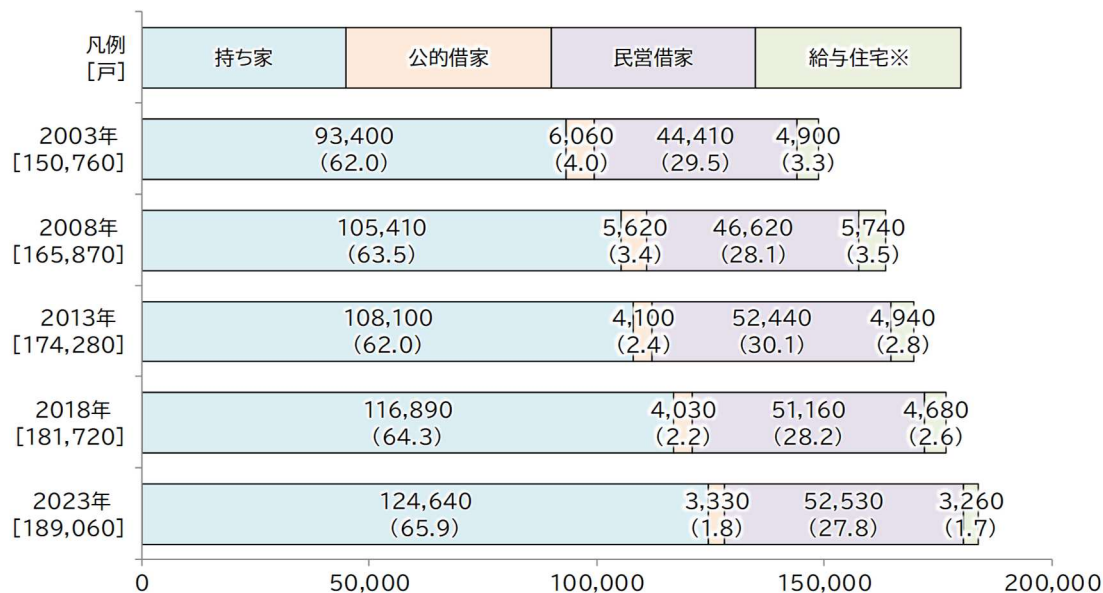 凡例
[戸]
持ち家 公的借家 民営借家 給与住宅※
2003年
[150,760]
93,400 6,060 44,410 4,900
(62.0) (4.0) (29.5) (3.3)
2008年
[165,870]
105,410 5,620 46,620 5,740
(63.5) (3.4) (28.1) (3.5)
2013年
[174,280]
108,100 4,100 52,440 4,940
(62.0) (2.4) (30.1) (2.8)
2018年
[181,720]
116,890 4,030 51,160 4,680
(64.3) (2.2) (28.2) (2.6)
2023年
[189,060]
124,640 3,330 52,530 3,260
(65.9) (1.8) (27.8) (1.7)
0 50,000 100,000 150,000 200,000